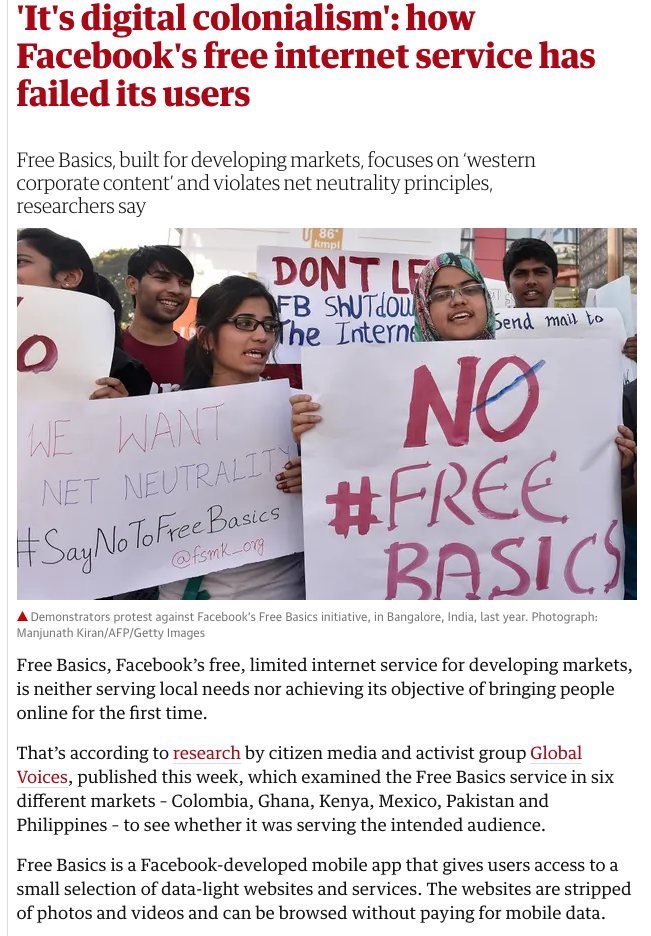 'It's digital colonialism': how
Facebook's free internet service has
failed its users
Free Basics, built for developing markets, focuses on ‘western
corporate content’ and violates net neutrality principles,
researchers say
86
kmpl
DONT LE
FB ShUTdow
The Intern
Send mail to
O
WE WANT
NET NEUTRALITY
#SayNoToFreeBasics
@fsmk_org
NO
#FREE
BASICS
▲ Demonstrators protest against Facebook’s Free Basics initiative, in Bangalore, India, last year. Photograph:
Manjunath Kiran/AFP/Getty Images
Free Basics, Facebook’s free, limited internet service for developing markets,
is neither serving local needs nor achieving its objective of bringing people
online for the first time.
That’s according to research by citizen media and activist group Global
Voices, published this week, which examined the Free Basics service in six
different markets – Colombia, Ghana, Kenya, Mexico, Pakistan and
Philippines – to see whether it was serving the intended audience.
Free Basics is a Facebook-developed mobile app that gives users access to a
small selection of data-light websites and services. The websites are stripped
of photos and videos and can be browsed without paying for mobile data.